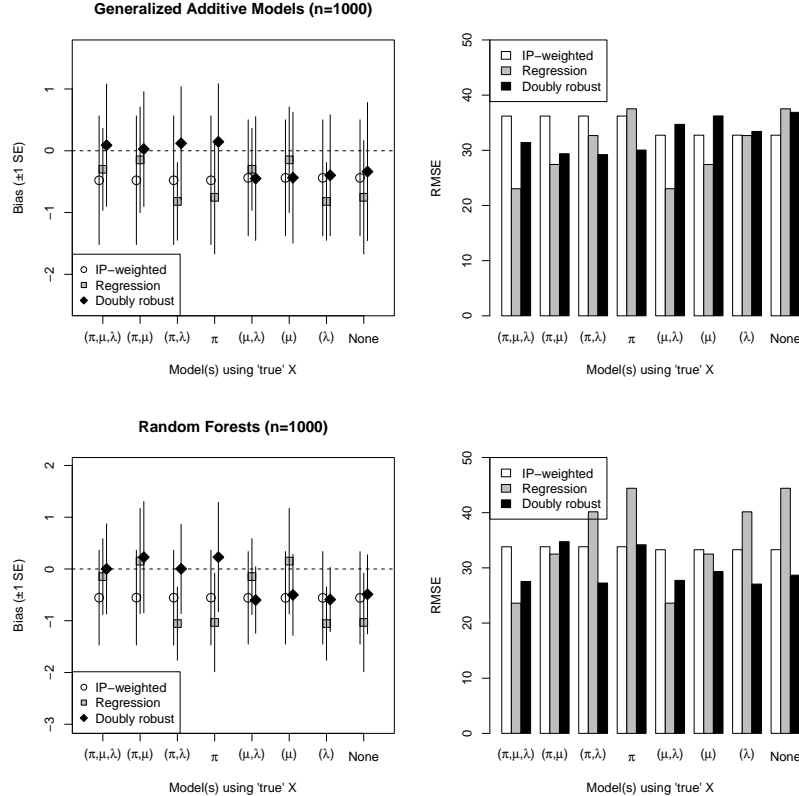 Generalized Additive Models (n=1000)
Bias (±1 SE)
1
0
−1
−2
IP−weighted
Regression
Doubly robust
(π,μ,λ) (π,μ) (π,λ) π (μ,λ) (μ) (λ) None
Model(s) using 'true' X
RMSE
50
40
30
20
10
0
IP−weighted
Regression
Doubly robust
(π,μ,λ) (π,μ) (π,λ) π (μ,λ) (μ) (λ) None
Model(s) using 'true' X
Random Forests (n=1000)
Bias (±1 SE)
2
1
0
−1
−2
−3
IP−weighted
Regression
Doubly robust
(π,μ,λ) (π,μ) (π,λ) π (μ,λ) (μ) (λ) None
Model(s) using 'true' X
RMSE
50
40
30
20
10
0
IP−weighted
Regression
Doubly robust
(π,μ,λ) (π,μ) (π,λ) π (μ,λ) (μ) (λ) None
Model(s) using 'true' X